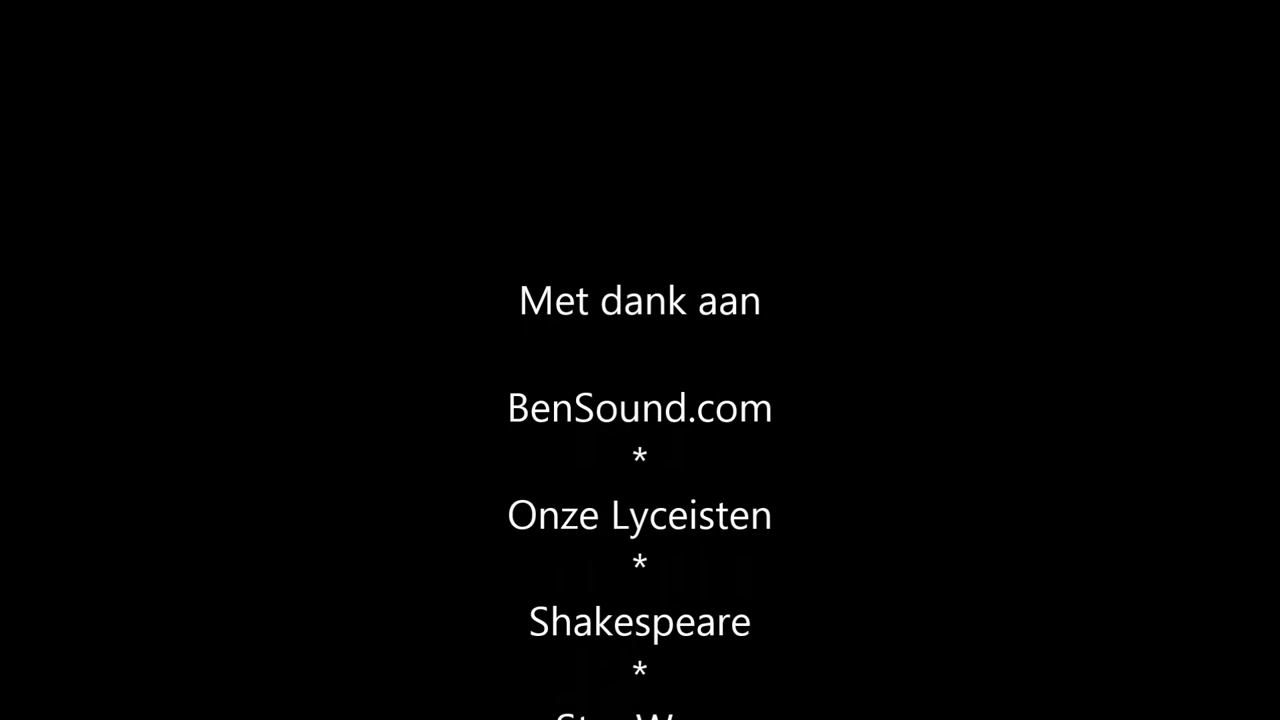 Met dank aan
BenSound.com
*
Onze Lyceisten
*
Shakespeare
*